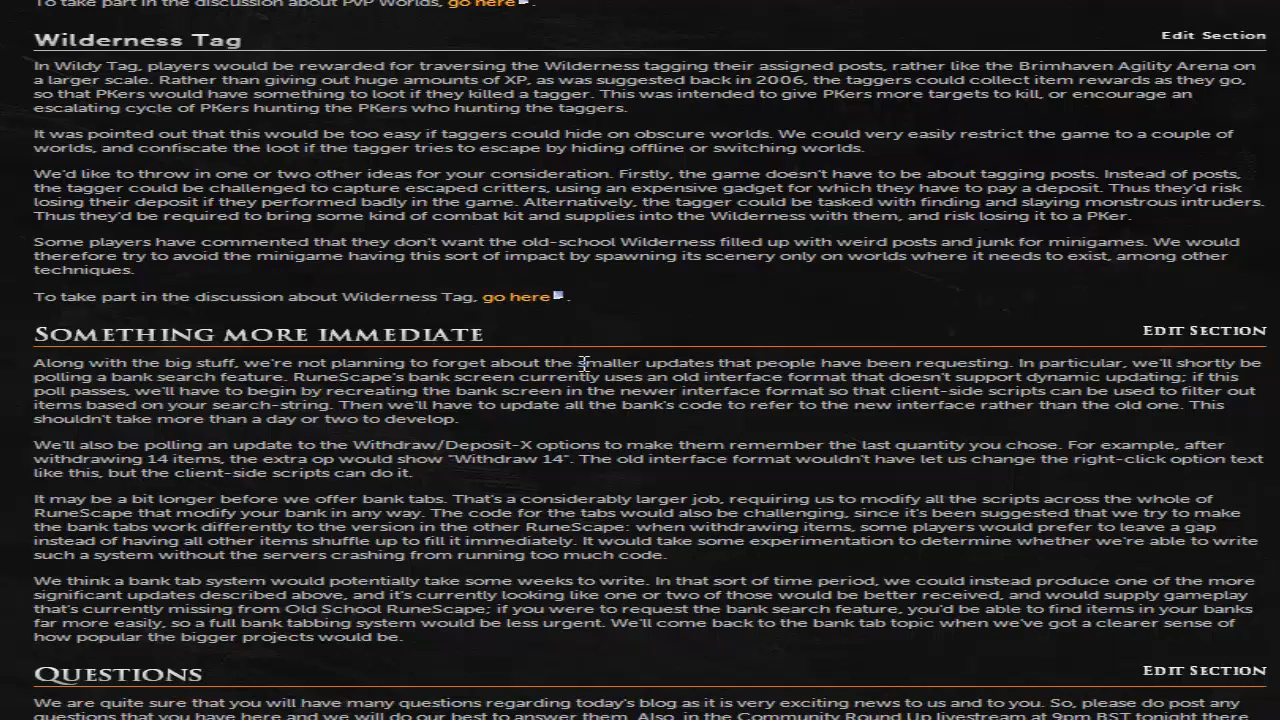 To take part in the discussion about PvP Worlds, go here.
Wilderness Tag
Edit Section
In Wildy Tag, players would be rewarded for traversing the Wilderness tagging their assigned posts, rather like the Brimhaven Agility Arena on
a larger scale. Rather than giving out huge amounts of XP, as was suggested back in 2006, the taggers could collect item rewards as they go,
so that PKers would have something to loot if they killed a tagger. This was intended to give PKers more targets to kill, or encourage an
escalating cycle of PKers hunting the PKers who hunting the taggers.
It was pointed out that this would be too easy if taggers could hide on obscure worlds. We could very easily restrict the game to a couple of
worlds, and confiscate the loot if the tagger tries to escape by hiding offline or switching worlds.
We'd like to throw in one or two other ideas for your consideration. Firstly, the game doesn't have to be about tagging posts. Instead of posts,
the tagger could be challenged to capture escaped critters, using an expensive gadget for which they have to pay a deposit. Thus they'd risk
losing their deposit if they performed badly in the game. Alternatively, the tagger could be tasked with finding and slaying monstrous intruders.
Thus they'd be required to bring some kind of combat kit and supplies into the Wilderness with them, and risk losing it to a PKer.
Some players have commented that they don't want the old-school Wilderness filled up with weird posts and junk for minigames. We would
therefore try to avoid the minigame having this sort of impact by spawning its scenery only on worlds where it needs to exist, among other
techniques.
To take part in the discussion about Wilderness Tag, go here.
Something more immediate
Edit Section
Along with the big stuff, we're not planning to forget about the smaller updates that people have been requesting. In particular, we'll shortly be
polling a bank search feature. RuneScape's bank screen currently uses an old interface format that doesn't support dynamic updating; if this
poll passes, we'll have to begin by recreating the bank screen in the newer interface format so that client-side scripts can be used to filter out
items based on your search-string. Then we'll have to update all the bank's code to refer to the new interface rather than the old one. This
shouldn't take more than a day or two to develop.
We'll also be polling an update to the Withdraw/Deposit-X options to make them remember the last quantity you chose. For example, after
withdrawing 14 items, the extra op would show "Withdraw 14". The old interface format wouldn't have let us change the right-click option text
like this, but the client-side scripts can do it.
It may be a bit longer before we offer bank tabs. That's a considerably larger job, requiring us to modify all the scripts across the whole of
RuneScape that modify your bank in any way. The code for the tabs would also be challenging, since it's been suggested that we try to make
the bank tabs work differently to the version in the other RuneScape: when withdrawing items, some players would prefer to leave a gap
instead of having all other items shuffle up to fill it immediately. It would take some experimentation to determine whether we're able to write
such a system without the servers crashing from running too much code.
We think a bank tab system would potentially take some weeks to write. In that sort of time period, we could instead produce one of the more
significant updates described above, and it's currently looking like one or two of those would be better received, and would supply gameplay
that's currently missing from Old School RuneScape; if you were to request the bank search feature, you'd be able to find items in your banks
far more easily, so a full bank tabbing system would be less urgent. We'll come back to the bank tab topic when we've got a clearer sense of
how popular the bigger projects would be.
Questions
Edit Section
We are quite sure that you will have many questions regarding today's blog as it is very exciting news to us and to you. So, please do post any
questions that you have here and we will do our best to answer them. Also, in the Community Round Up livestream at 9pm BST tonight there